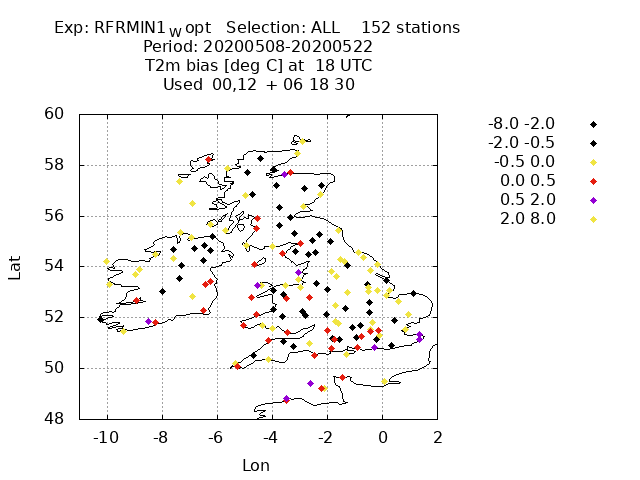 Exp: RFRMIN1_W opt Selection: ALL 152 stations
Period: 20200508-20200522
T2m bias [deg C] at 18 UTC
Used 00,12 + 06 18 30
60
58
56
54
52
50
48
Lat
-10 -8 -6 -4 -2 0 2
Lon
-8.0 -2.0
-2.0 -0.5
-0.5 0.0
0.0 0.5
0.5 2.0
2.0 8.0